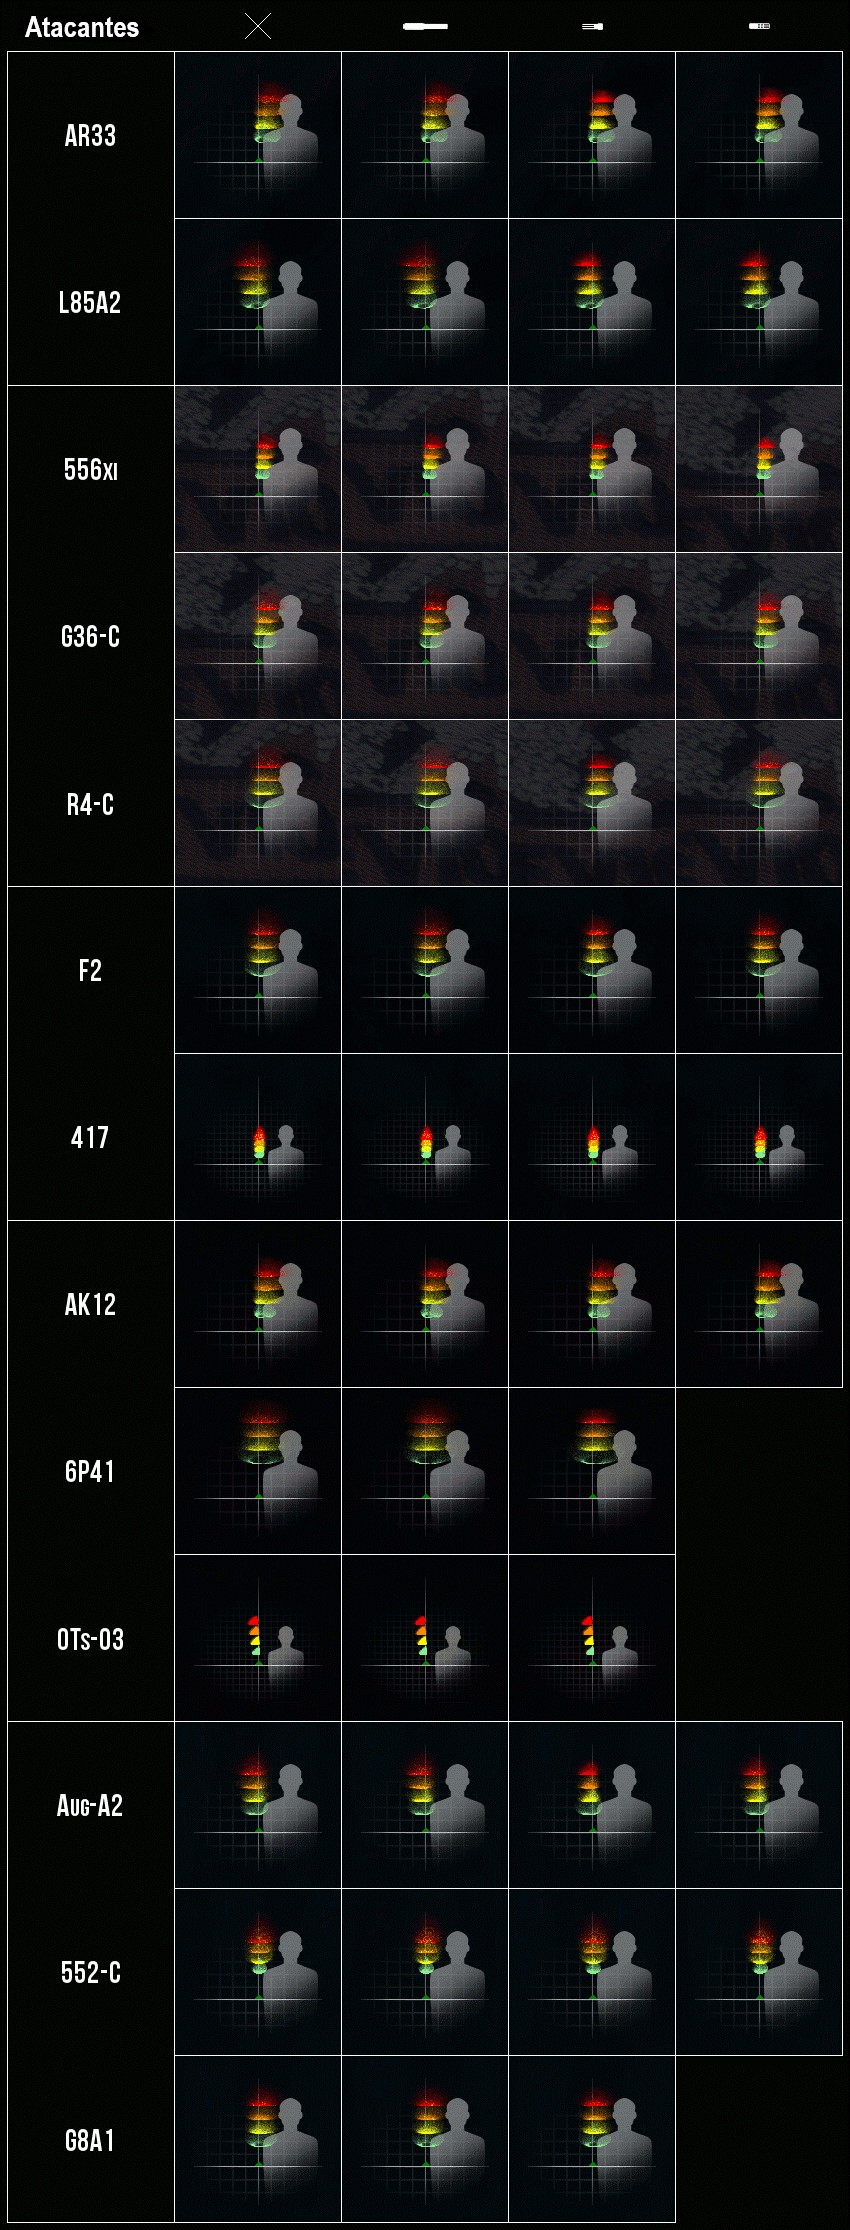 Atacantes
AR33
L85A2
556xi
G36-C
R4-C
F2
417
AK12
6P41
OTs-03
Aug-A2
552-C
G8A1